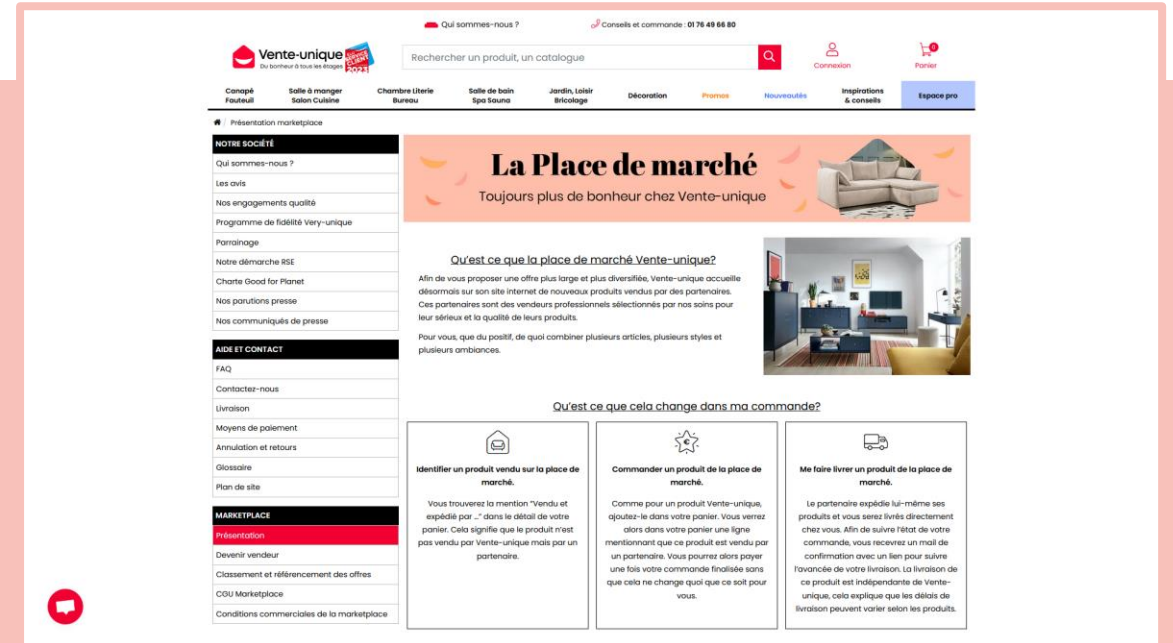 Qui sommes-nous ?
Conseils et commande : 01 76 49 66 80
Vente-unique
Du bonheur à tous les étages
SERVICE
CLIENT
2023
Rechercher un produit, un catalogue
Connexion
0
Panier
Canapé
Fauteuil
Salle à manger
Salon Cuisine
Chambre Literie
Bureau
Salle de bain
Spa Sauna
Jardin, Loisir
Bricolage
Décoration
Promos
Nouveautés
Inspirations
& conseils
Espace pro
Présentation marketplace
NOTRE SOCIÉTÉ
Qui sommes-nous ?
Les avis
Nos engagements qualité
Programme de fidélité Very-unique
Parrainage
Notre démarche RSE
Charte Good for Planet
Nos parutions presse
Nos communiqués de presse
AIDE ET CONTACT
FAQ
Contactez-nous
Livraison
Moyens de paiement
Annulation et retours
Glossaire
Plan de site
MARKETPLACE
Présentation
Devenir vendeur
Classement et référencement des offres
CGU Marketplace
Conditions commerciales de la marketplace
La Place de marché
Toujours plus de bonheur chez Vente-unique
Qu'est ce que la place de marché Vente-unique?
Afin de vous proposer une offre plus large et plus diversifiée, Vente-unique accueille
désormais sur son site internet de nouveaux produits vendus par des partenaires.
Ces partenaires sont des vendeurs professionnels sélectionnés par nos soins pour
leur sérieux et la qualité de leurs produits.
Pour vous, que du positif, de quoi combiner plusieurs articles, plusieurs styles et
plusieurs ambiances.
Qu'est ce que cela change dans ma commande?
Identifier un produit vendu sur la place de
marché.
Vous trouverez la mention "Vendu et
expédié par ..." dans le détail de votre
panier. Cela signifie que le produit n'est
pas vendu par Vente-unique mais par un
partenaire.
Commander un produit de la place de
marché.
Comme pour un produit Vente-unique,
ajoutez-le dans votre panier. Vous verrez
alors dans votre panier une ligne
mentionnant que ce produit est vendu par
un partenaire. Vous pourrez alors payer
une fois votre commande finalisée sans
que cela ne change quoi que ce soit pour
vous.
Me faire livrer un produit de la place de
marché.
Le partenaire expédie lui-même ses
produits et vous serez livrés directement
chez vous. Afin de suivre l'état de votre
commande, vous recevrez un mail de
confirmation avec un lien pour suivre
l'avancée de votre livraison. La livraison de
ce produit est indépendante de Vente-
unique, cela explique que les délais de
livraison peuvent varier selon les produits.